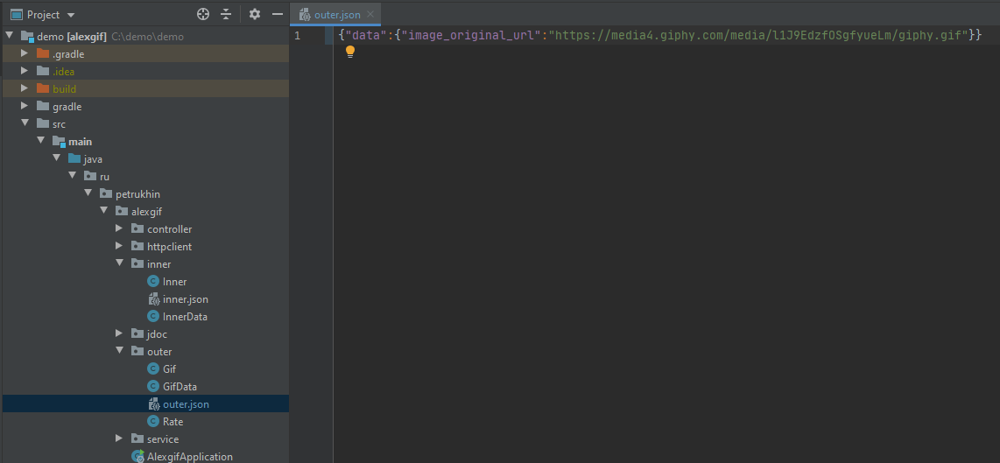 Project
outer.json
demo [alexgif] C:\demo\demo
1 {"data":{"image_original_url":"https://media4.giphy.com/media/l1J9EdzfOSgfyueLm/giphy.gif"}}
.gradle
.idea
build
gradle
src
main
java
ru
petrukhin
alexgif
controller
httpclient
inner
Inner
inner.json
InnerData
jdoc
outer
Gif
GifData
outer.json
Rate
service
AlexgifApplication